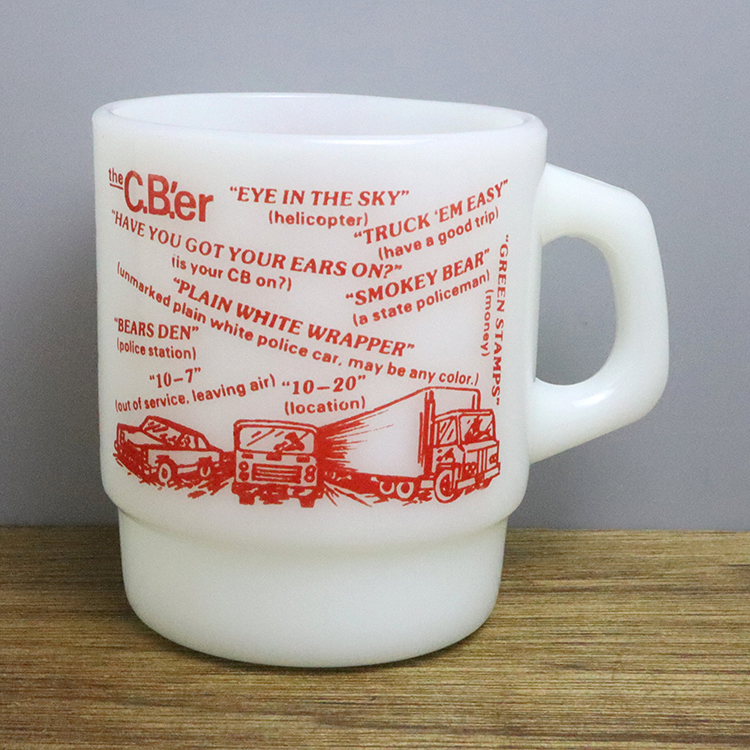 the C.B.'er
"EYE IN THE SKY"
(helicopter)
"TRUCK 'EM EASY"
(have a good trip)
"HAVE YOU GOT YOUR EARS ON?"
(is your CB on?)
"SMOKEY BEAR"
(a state policeman)
"GREEN STAMPS"
(money)
"PLAIN WHITE WRAPPER"
(unmarked plain white police car, may be any color.)
"BEARS DEN"
(police station)
"10-7"
(out of service, leaving air)
"10-20"
(location)